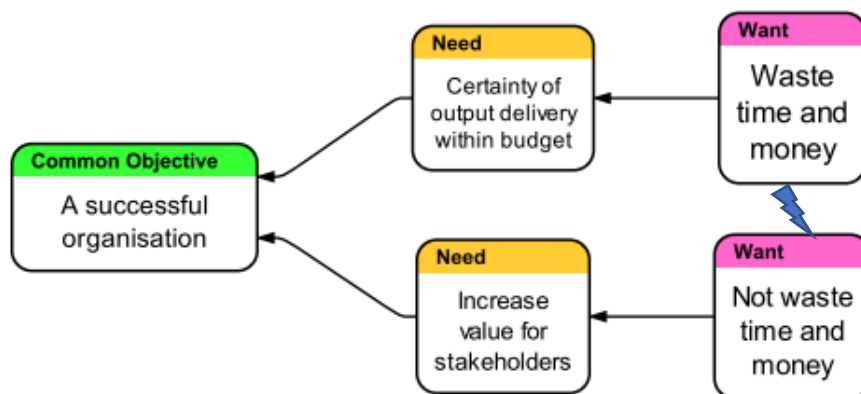 Need
Certainty of
output delivery
within budget
Want
Waste
time and
money
Common Objective
A successful
organisation
Need
Increase
value for
stakeholders
Want
Not waste
time and
money